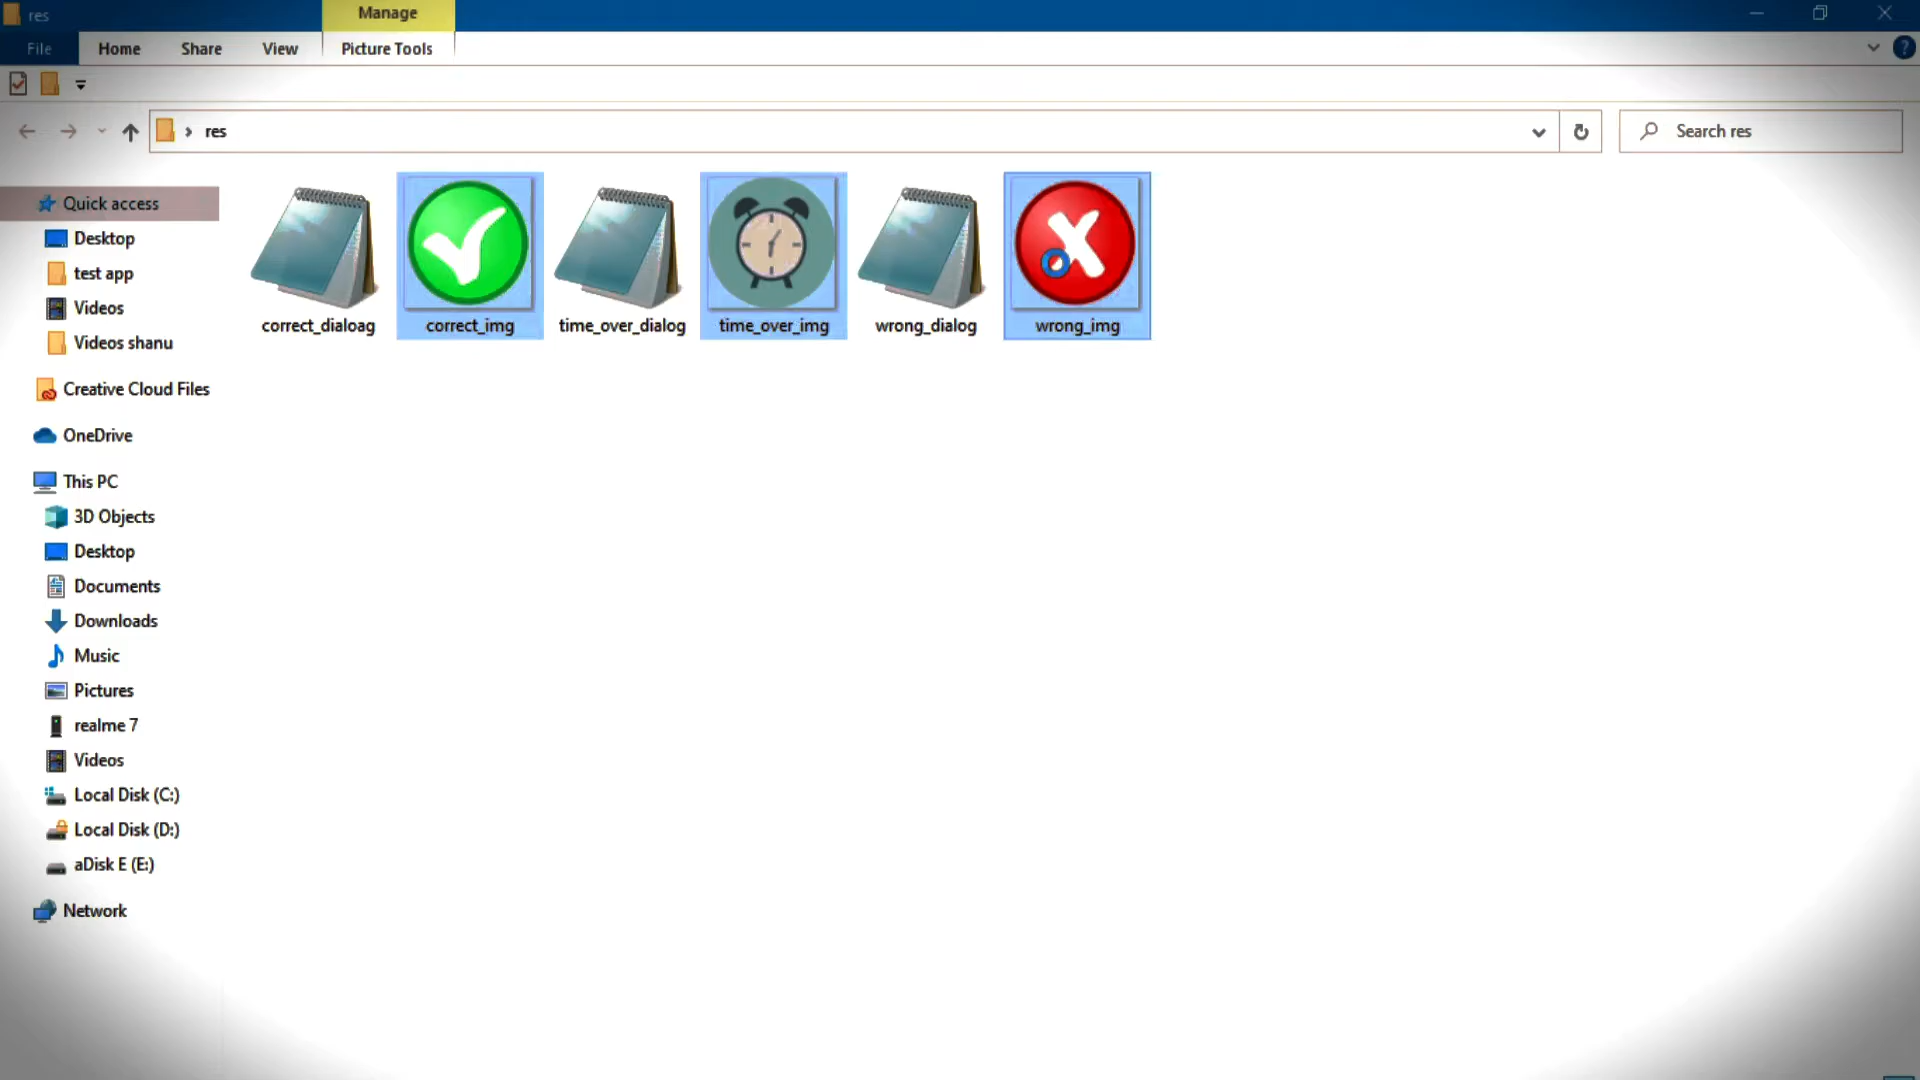 res
Manage
File
Home
Share
View
Picture Tools
?
res
Search res
Quick access
Desktop
test app
Videos
Videos shanu
Creative Cloud Files
OneDrive
This PC
3D Objects
Desktop
Documents
Downloads
Music
Pictures
realme 7
Videos
Local Disk (C:)
Local Disk (D:)
aDisk E (E:)
Network
correct_dialoag
correct_img
time_over_dialog
time_over_img
wrong_dialog
wrong_img